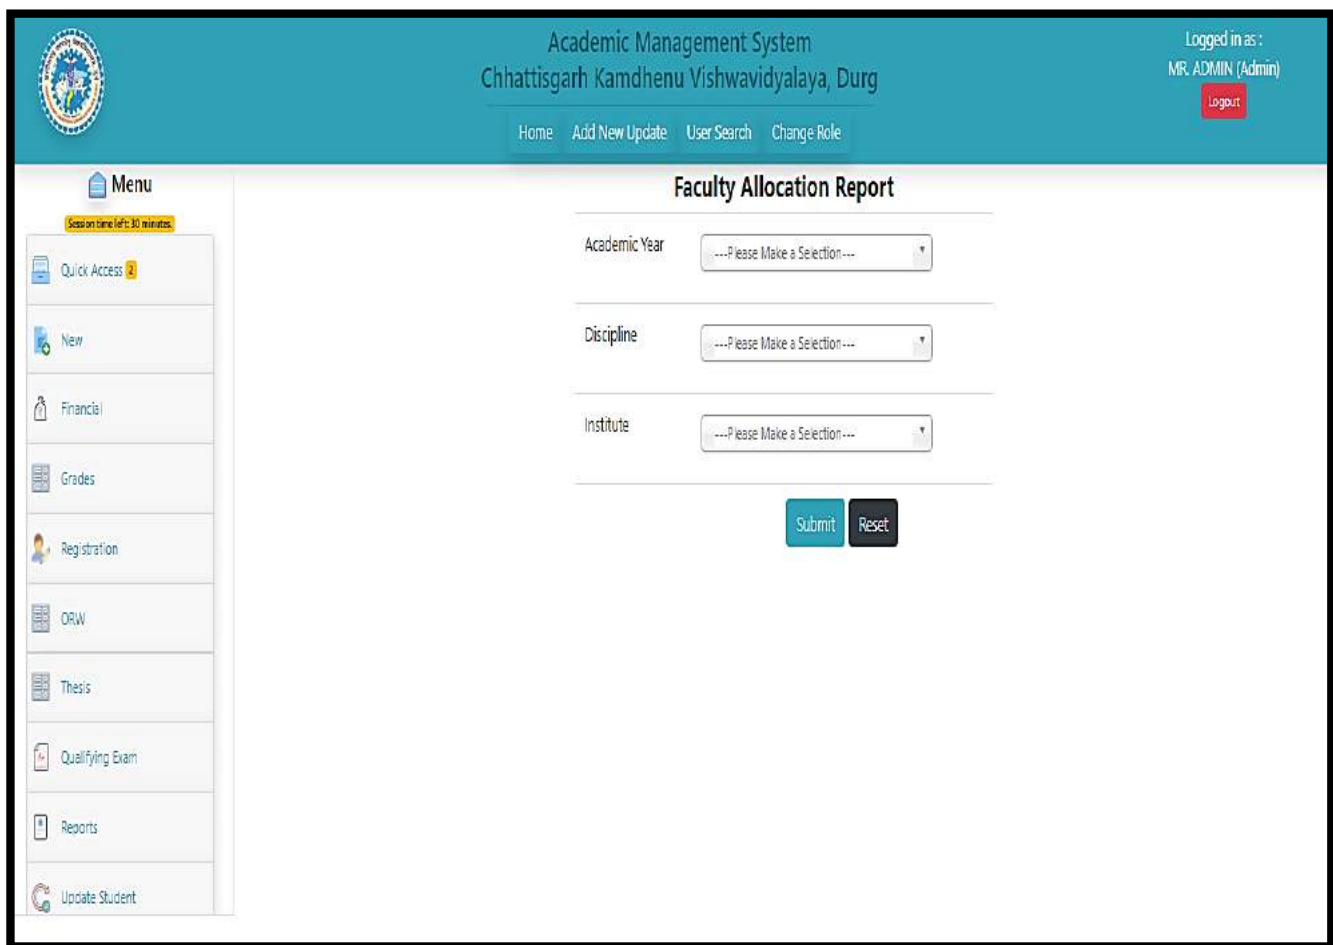 Academic Management System
Chhattisgarh Kamdhenu Vishwavidyalaya, Durg
Home Add New Update User Search Change Role
Logged in as :
MR. ADMIN (Admin)
Logout
Menu
Session time left: 30 minutes.
Quick Access 2
New
Financial
Grades
Registration
ORW
Thesis
Qualifying Exam
Reports
Update Student
Faculty Allocation Report
Academic Year ---Please Make a Selection---
Discipline ---Please Make a Selection---
Institute ---Please Make a Selection---
Submit Reset